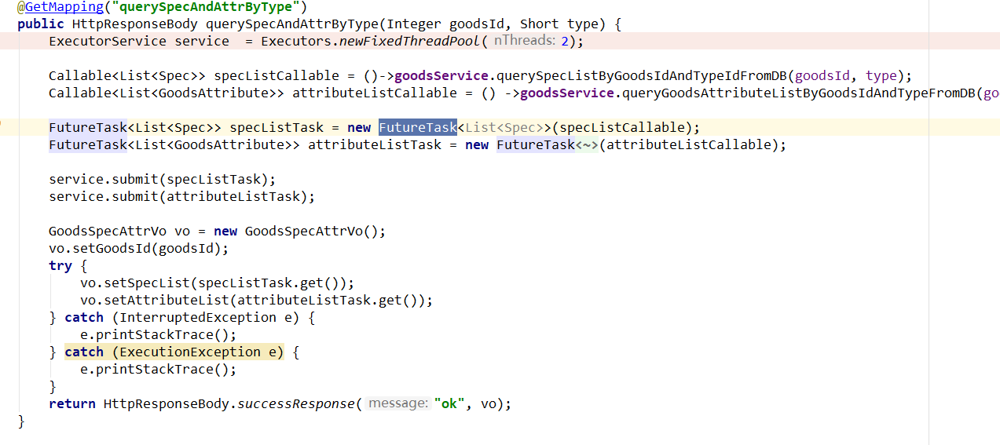 @GetMapping("querySpecAndAttrByType")
public HttpResponseBody querySpecAndAttrByType(Integer goodsId, Short type) {
ExecutorService service  = Executors.newFixedThreadPool( nThreads: 2);
Callable<List<Spec>> specListCallable = ()->goodsService.querySpecListByGoodsIdAndTypeIdFromDB(goodsId, type);
Callable<List<GoodsAttribute>> attributeListCallable = () ->goodsService.queryGoodsAttributeListByGoodsIdAndTypeFromDB(go
FutureTask<List<Spec>> specListTask = new FutureTask<List<Spec>>(specListCallable);
FutureTask<List<GoodsAttribute>> attributeListTask = new FutureTask<~>(attributeListCallable);
service.submit(specListTask);
service.submit(attributeListTask);
GoodsSpecAttrVo vo = new GoodsSpecAttrVo();
vo.setGoodsId(goodsId);
try {
vo.setSpecList(specListTask.get());
vo.setAttributeList(attributeListTask.get());
} catch (InterruptedException e) {
e.printStackTrace();
} catch (ExecutionException e) {
e.printStackTrace();
}
return HttpResponseBody.successResponse( message: "ok", vo);
}